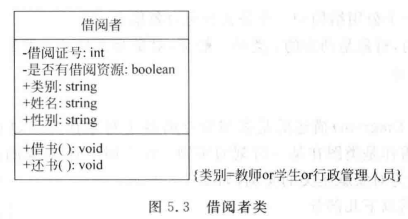 借阅者
-借阅证号: int
-是否有借阅资源: boolean
+类别: string
+姓名: string
+性别: string
+借书( ): void
+还书( ): void
{类别=教师or学生or行政管理人员}
图 5.3 借阅者类